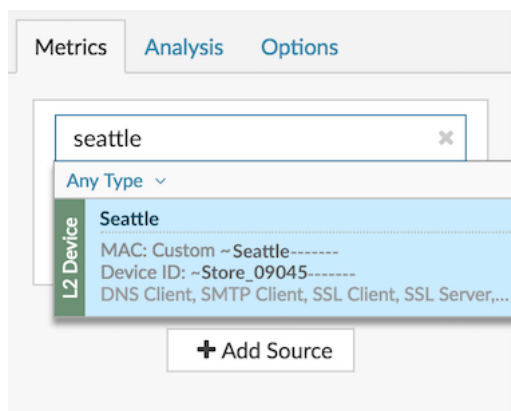 Metrics Analysis Options
seattle
Any Type
L2 Device
Seattle
MAC: Custom ~Seattle-------
Device ID: ~Store_09045-------
DNS Client, SMTP Client, SSL Client, SSL Server,...
+ Add Source